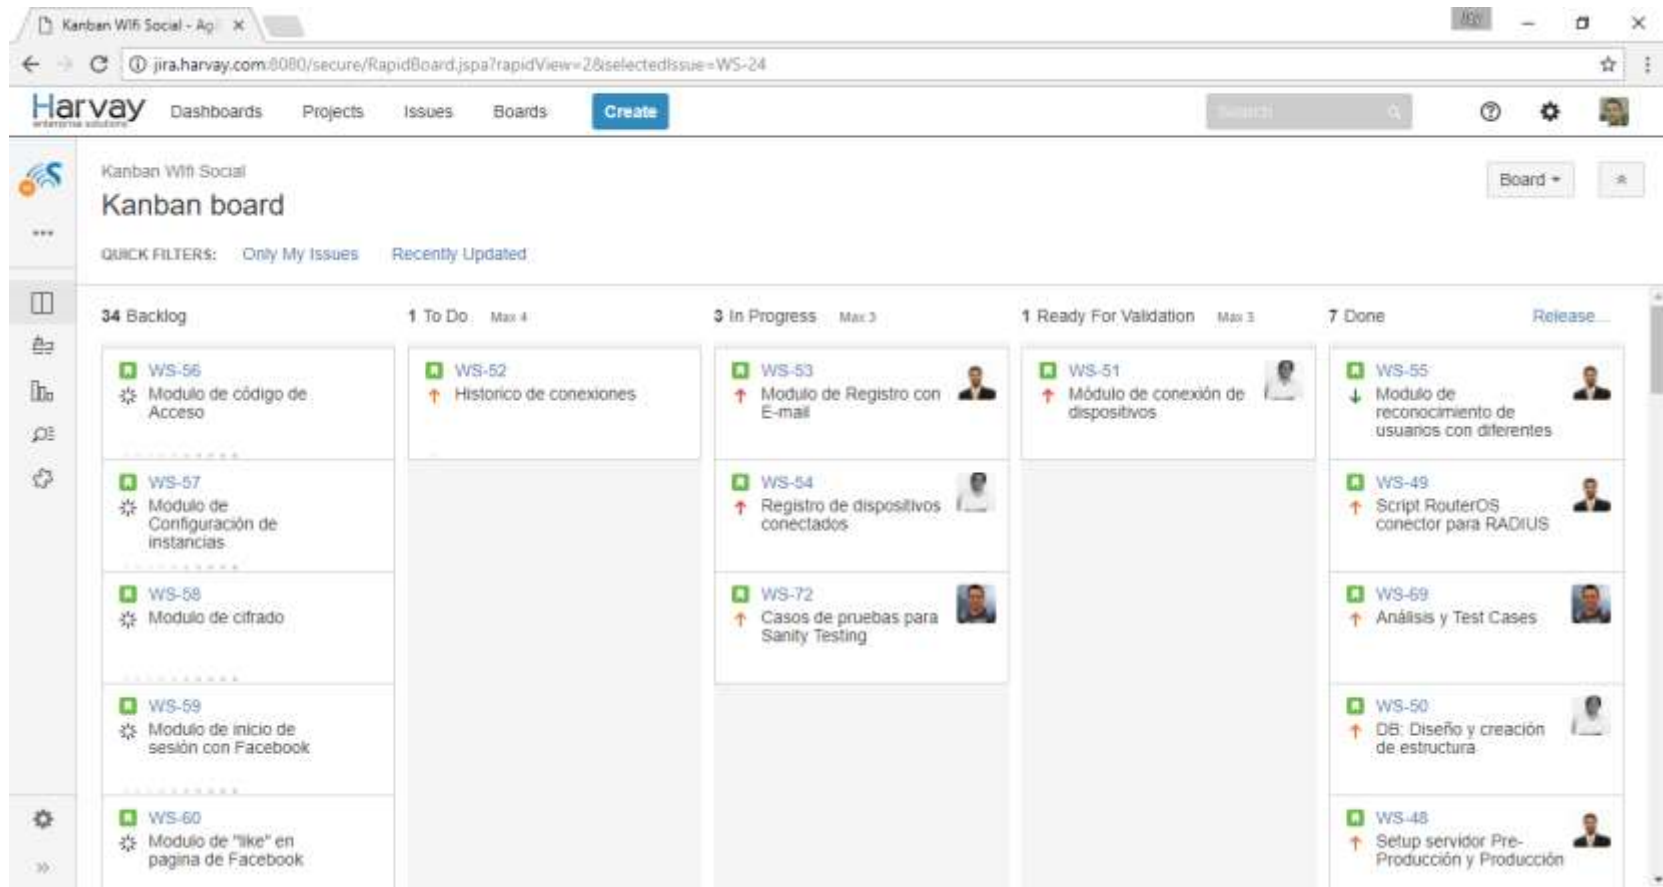 Kanban Wifi Social - Agi
jira.harvay.com:8080/secure/RapidBoard.jspa?rapidView=2&selectedIssue=WS-24
Harvay
enterprise solutions
Dashboards
Projects
Issues
Boards
Create
Search
Kanban Wifi Social
Kanban board
Board
QUICK FILTERS:
Only My Issues
Recently Updated
34 Backlog
WS-56
Modulo de código de
Acceso
WS-57
Modulo de
Configuración de
instancias
WS-58
Modulo de cifrado
WS-59
Modulo de inicio de
sesión con Facebook
WS-60
Modulo de "like" en
pagina de Facebook
1 To Do Max 4
WS-52
Historico de conexiones
3 In Progress Max 3
WS-53
Modulo de Registro con
E-mail
WS-54
Registro de dispositivos
conectados
WS-72
Casos de pruebas para
Sanity Testing
1 Ready For Validation Max 3
WS-51
Módulo de conexión de
dispositivos
7 Done
Release...
WS-55
Modulo de
reconocimiento de
usuarios con diferentes
WS-49
Script RouterOS
conector para RADIUS
WS-69
Análisis y Test Cases
WS-50
DB: Diseño y creación
de estructura
WS-48
Setup servidor Pre-
Producción y Producción